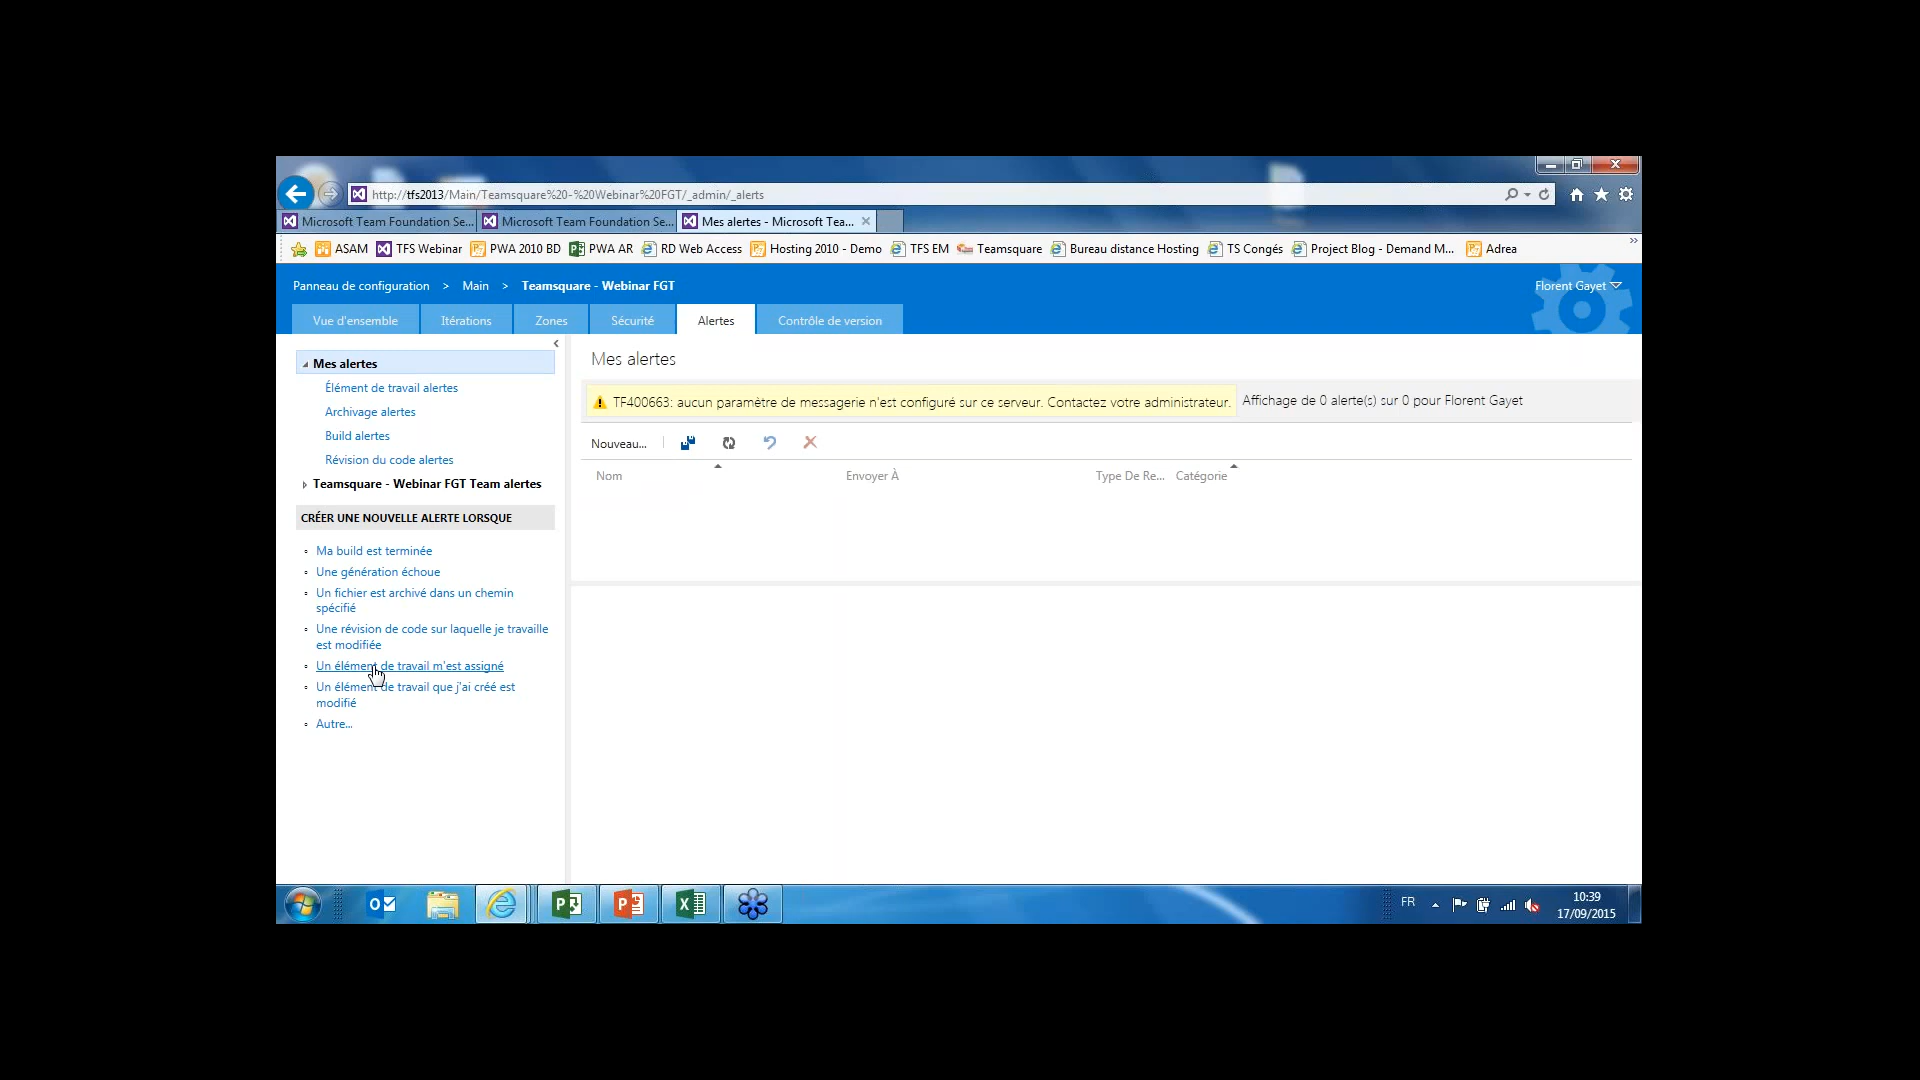 http://tfs2013/Main/Teamsquare%20-%20Webinar%20FGT/_admin/_alerts
Microsoft Team Foundation Se... Microsoft Team Foundation Se... Mes alertes - Microsoft Tea...
ASAM TFS Webinar PWA 2010 BD PWA AR RD Web Access Hosting 2010 - Demo TFS EM Teamsquare Bureau distance Hosting TS Congés Project Blog - Demand M... Adrea
Panneau de configuration > Main > Teamsquare - Webinar FGT Florent Gayet
Vue d'ensemble Itérations Zones Sécurité Alertes Contrôle de version
Mes alertes
Élément de travail alertes
Archivage alertes
Build alertes
Révision du code alertes
Teamsquare - Webinar FGT Team alertes
CRÉER UNE NOUVELLE ALERTE LORSQUE
Ma build est terminée
Une génération échoue
Un fichier est archivé dans un chemin
spécifié
Une révision de code sur laquelle je travaille
est modifiée
Un élément de travail m'est assigné
Un élément de travail que j'ai créé est
modifié
Autre...
Mes alertes
TF400663: aucun paramètre de messagerie n'est configuré sur ce serveur. Contactez votre administrateur. Affichage de 0 alerte(s) sur 0 pour Florent Gayet
Nouveau...
Nom Envoyer À Type De Re... Catégorie
FR 10:39
17/09/2015